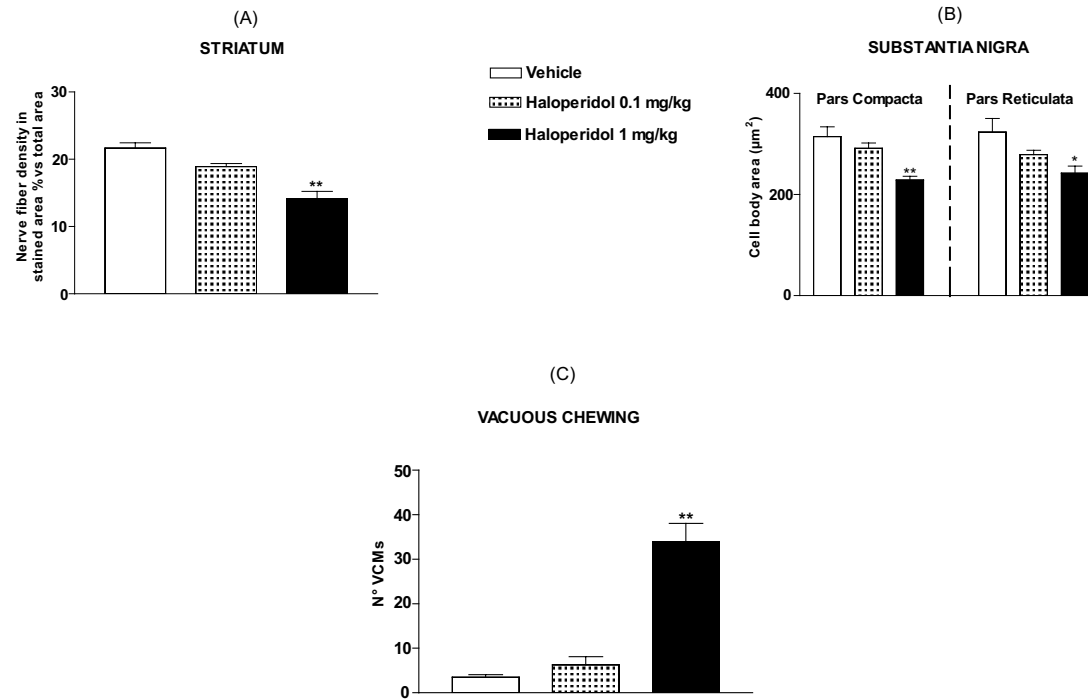 (A)
STRIATUM
Nerve fiber density in
stained area % vs total area
30
20
10
0
**
Vehicle
Haloperidol 0.1 mg/kg
Haloperidol 1 mg/kg
(B)
SUBSTANTIA NIGRA
Cell body area (µm²)
400
200
0
Pars Compacta
Pars Reticulata
**
*
(C)
VACUOUS CHEWING
N° VCMs
50
40
30
20
10
0
**